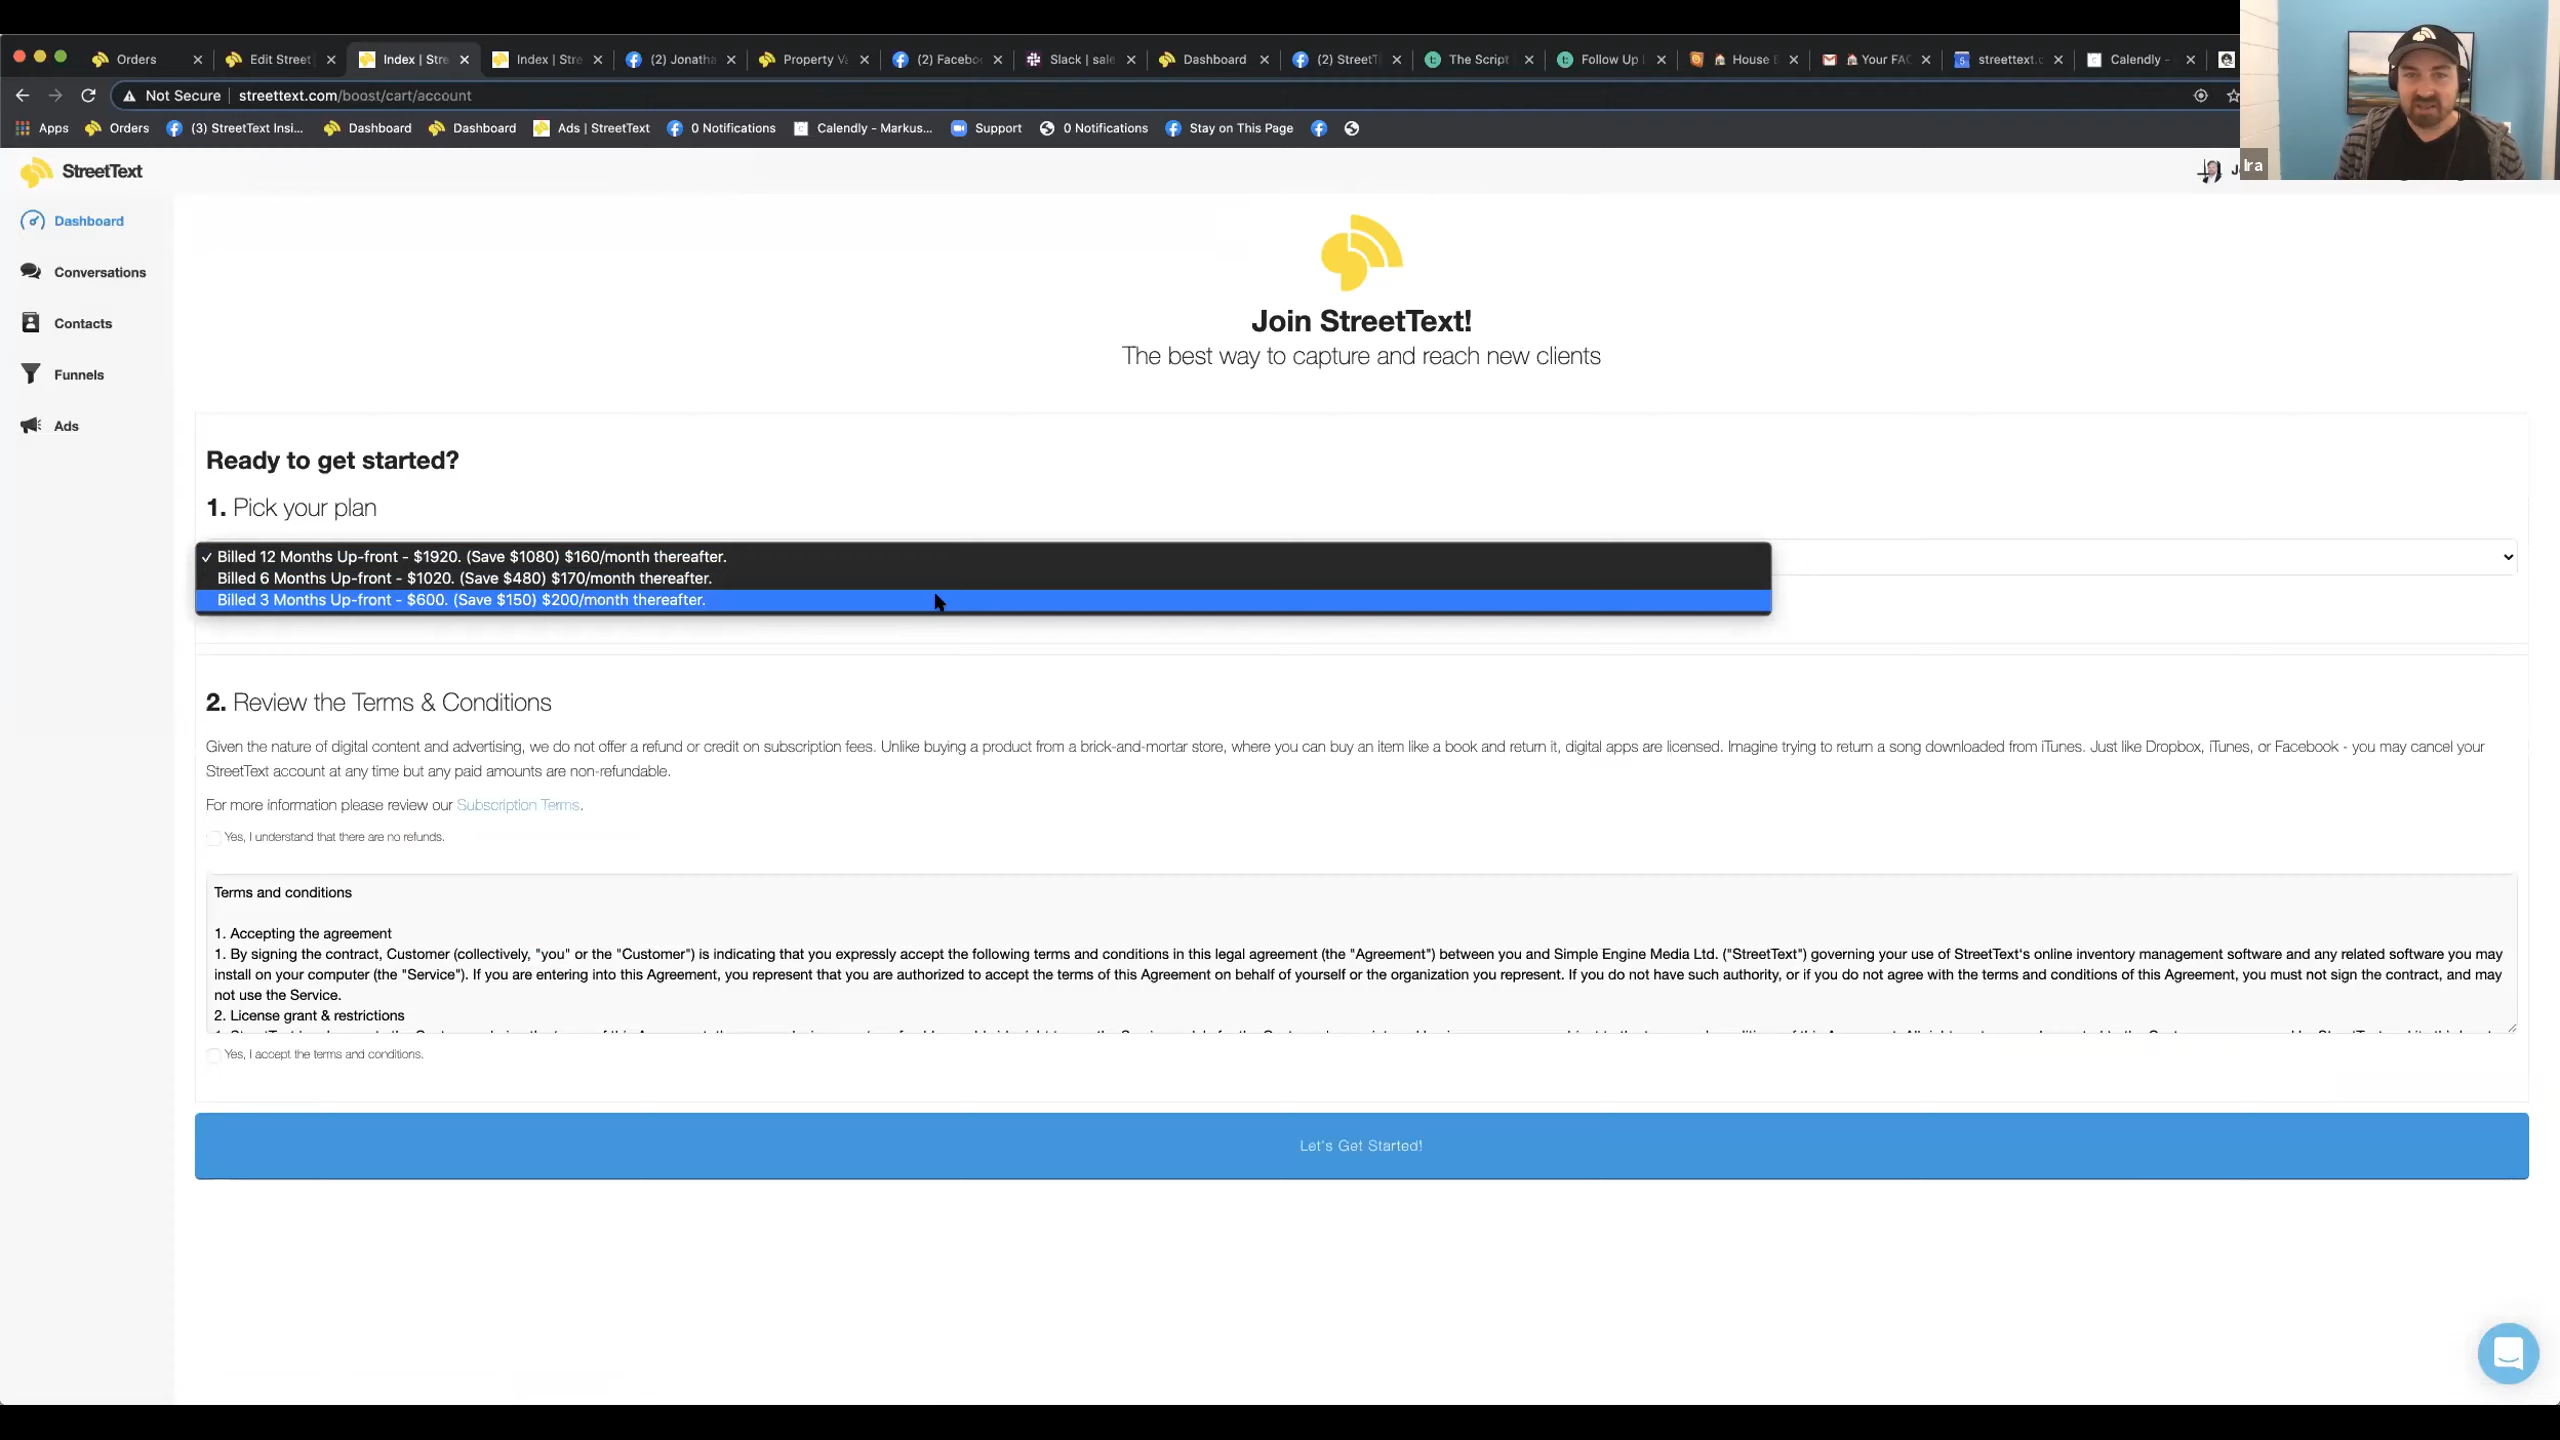 Orders
Edit Street
Index | Stre
Index | Stre
(2) Jonatha
Property Va
(2) Facebo
Slack | sale
Dashboard
(2) StreetT
The Script
Follow Up
House
Your FAC
streettext.c
Calendly -
Not Secure
streettext.com/boost/cart/account
Apps
Orders
(3) StreetText Insi...
Dashboard
Dashboard
Ads | StreetText
0 Notifications
Calendly - Markus...
Support
0 Notifications
Stay on This Page
Ira
StreetText
Dashboard
Conversations
Contacts
Funnels
Ads
Join StreetText!
The best way to capture and reach new clients
Ready to get started?
1. Pick your plan
✓ Billed 12 Months Up-front - $1920. (Save $1080) $160/month thereafter.
Billed 6 Months Up-front - $1020. (Save $480) $170/month thereafter.
Billed 3 Months Up-front - $600. (Save $150) $200/month thereafter.
2. Review the Terms & Conditions
Given the nature of digital content and advertising, we do not offer a refund or credit on subscription fees. Unlike buying a product from a brick-and-mortar store, where you can buy an item like a book and return it, digital apps are licensed. Imagine trying to return a song downloaded from iTunes. Just like Dropbox, iTunes, or Facebook - you may cancel your
StreetText account at any time but any paid amounts are non-refundable.
For more information please review our Subscription Terms.
Yes, I understand that there are no refunds.
Terms and conditions
1. Accepting the agreement
1. By signing the contract, Customer (collectively, "you" or the "Customer") is indicating that you expressly accept the following terms and conditions in this legal agreement (the "Agreement") between you and Simple Engine Media Ltd. ("StreetText") governing your use of StreetText's online inventory management software and any related software you may
install on your computer (the "Service"). If you are entering into this Agreement, you represent that you are authorized to accept the terms of this Agreement on behalf of yourself or the organization you represent. If you do not have such authority, or if you do not agree with the terms and conditions of this Agreement, you must not sign the contract, and may
not use the Service.
2. License grant & restrictions
Yes, I accept the terms and conditions.
Let's Get Started!